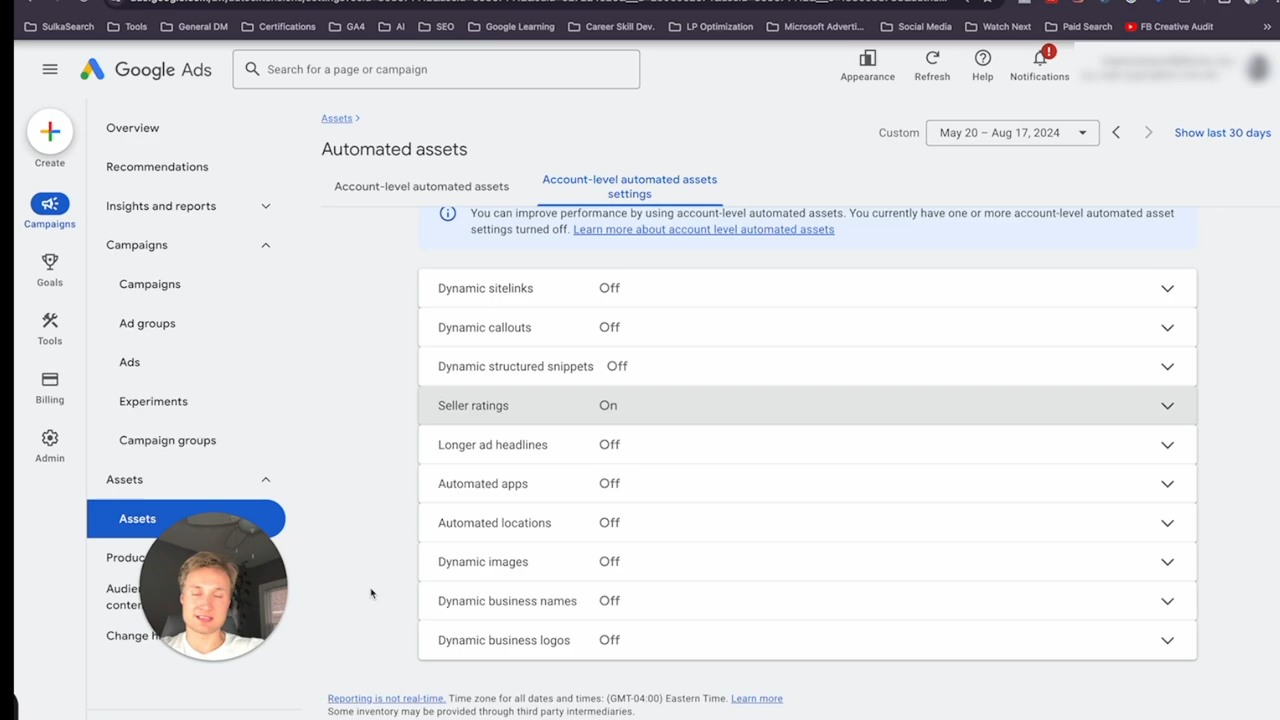 SulkaSearch
Tools
General DM
Certifications
GA4
AI
SEO
Google Learning
Career Skill Dev.
LP Optimization
Microsoft Adverti...
Social Media
Watch Next
Paid Search
FB Creative Audit
»
Google Ads
Search for a page or campaign
Appearance
Refresh
Help
!
Notifications
Create
Campaigns
Goals
Tools
Billing
Admin
Overview
Recommendations
Insights and reports
Campaigns
Campaigns
Ad groups
Ads
Experiments
Campaign groups
Assets
Assets
Produc
Audie
conten
Change h
Assets >
Automated assets
Custom
May 20 – Aug 17, 2024
Show last 30 days
Account-level automated assets
Account-level automated assets
settings
You can improve performance by using account-level automated assets. You currently have one or more account-level automated asset
settings turned off. Learn more about account level automated assets
Dynamic sitelinks Off
Dynamic callouts Off
Dynamic structured snippets Off
Seller ratings On
Longer ad headlines Off
Automated apps Off
Automated locations Off
Dynamic images Off
Dynamic business names Off
Dynamic business logos Off
Reporting is not real-time. Time zone for all dates and times: (GMT-04:00) Eastern Time. Learn more
Some inventory may be provided through third party intermediaries.